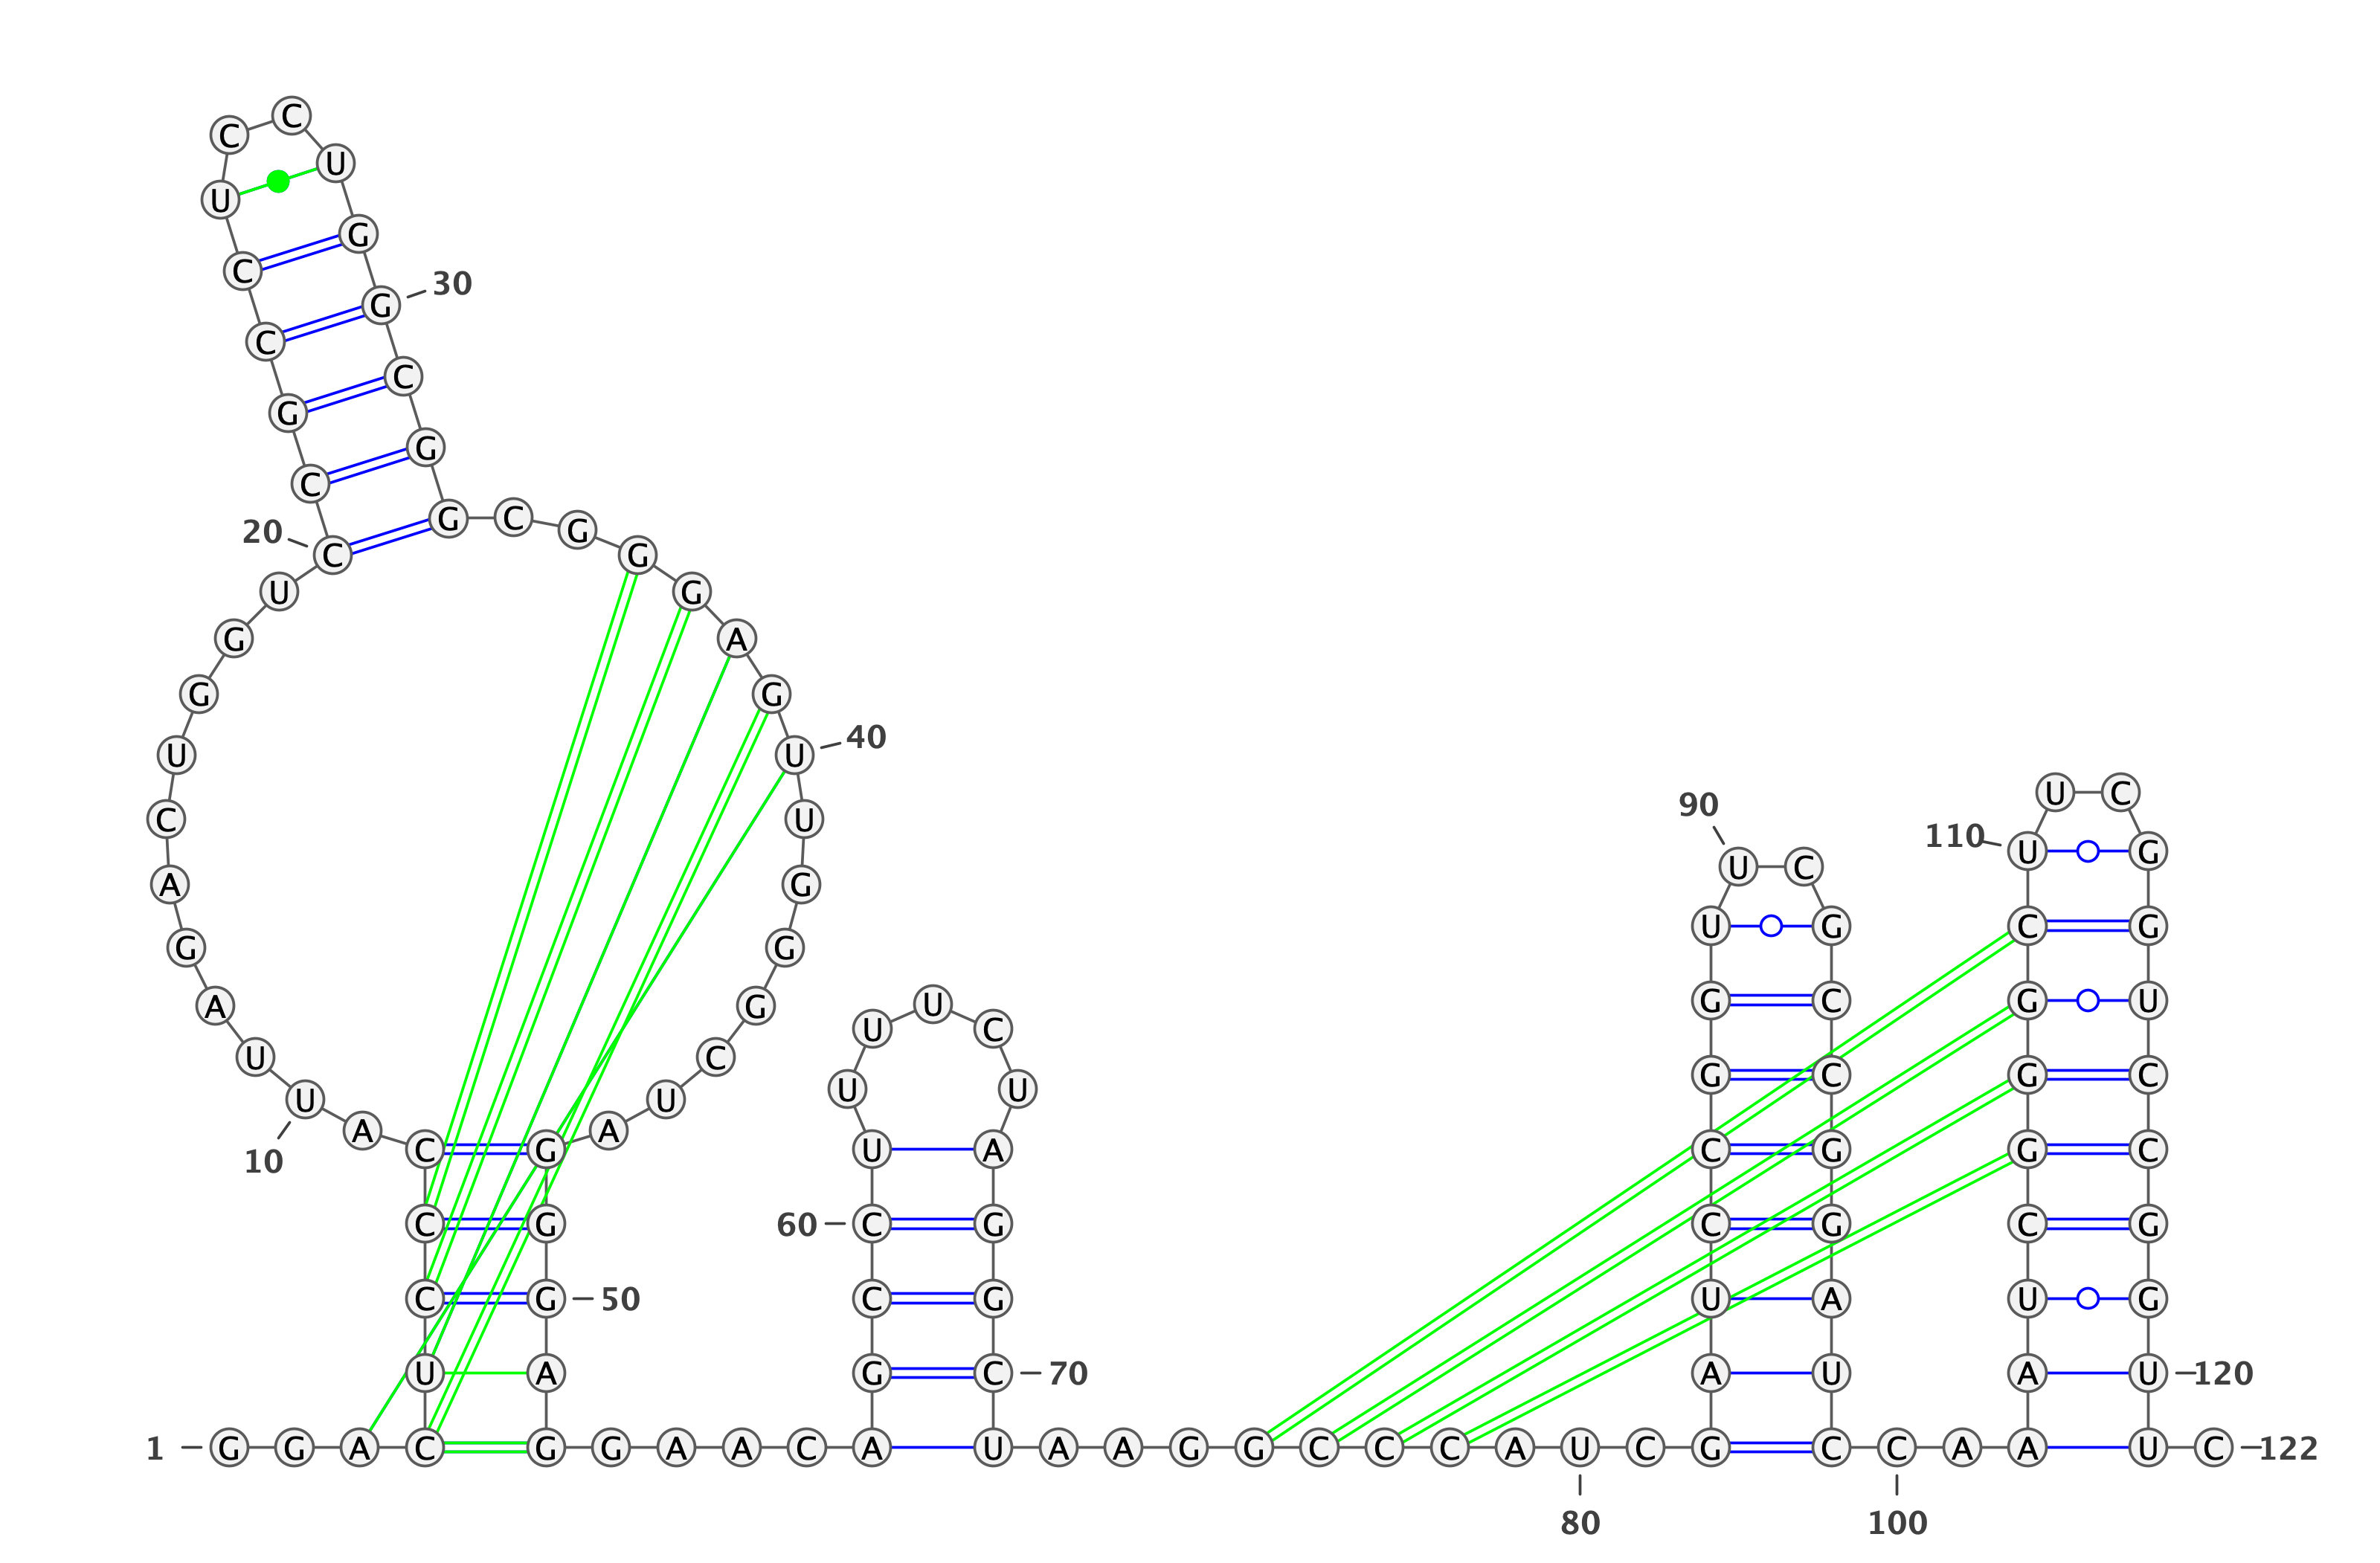 C
C
U
U
G
C
30
G
C
C
G
G
C
G C G
20
C G
U G
G A
G G
40
U U
U C
90
C U
110
U G
U C
A G
U G C G
G G
G C G U
A U G
U C
U C
G C G C
U U
U U
A A
C G U A C G G C
10
C G 60 C G C G C G
C G 50 C G U A U G
U A G C 70 A U A U 120
1 G G A C G G A A C A U A A G G C C C A U C G C C A A U C 122
80 100